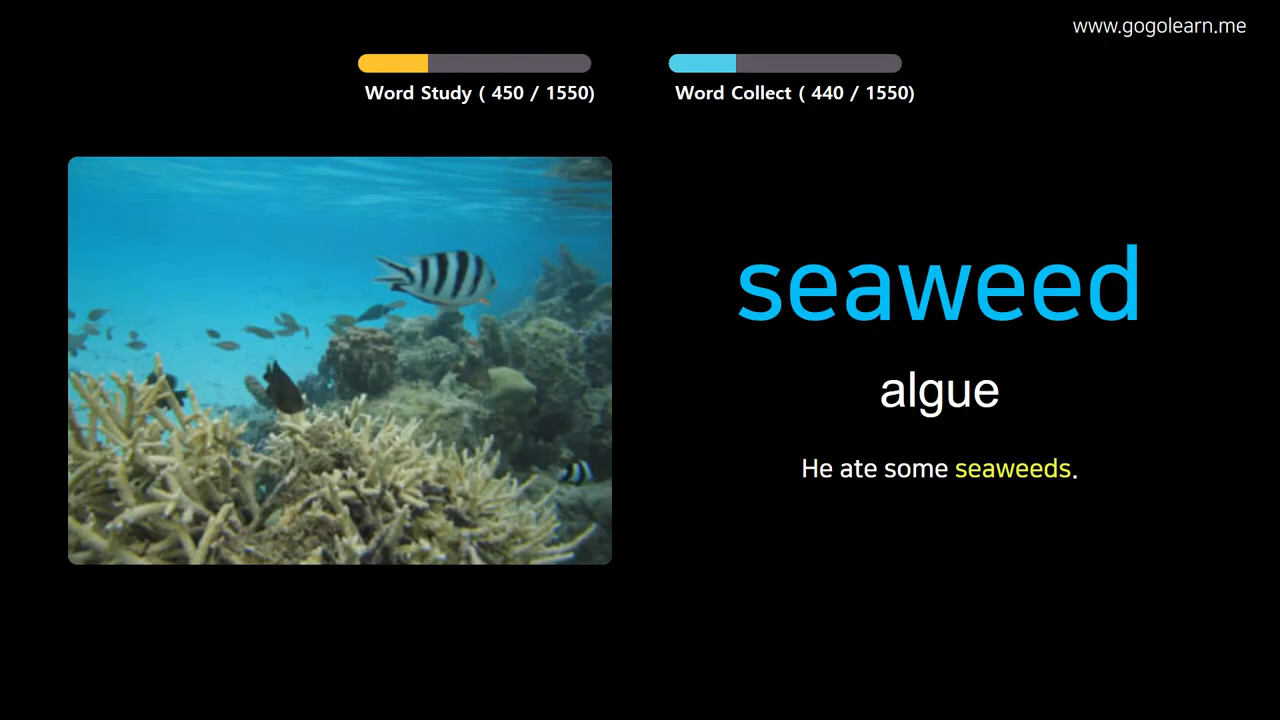 www.gogolearn.me
Word Study ( 450 / 1550)
Word Collect ( 440 / 1550)
seaweed
algue
He ate some seaweeds.